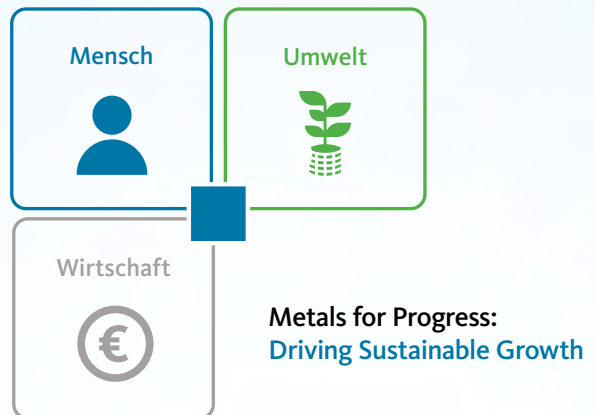 Mensch
Umwelt
Wirtschaft
€
Metals for Progress:
Driving Sustainable Growth